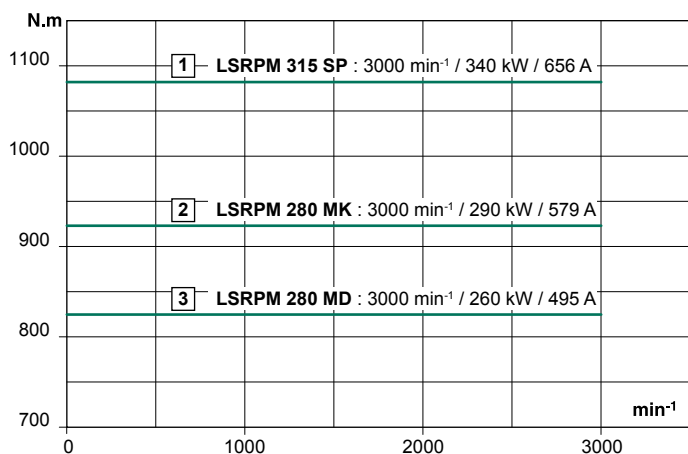 N.m
1100
1 LSRPM 315 SP : 3000 min⁻¹ / 340 kW / 656 A
1000
2 LSRPM 280 MK : 3000 min⁻¹ / 290 kW / 579 A
900
3 LSRPM 280 MD : 3000 min⁻¹ / 260 kW / 495 A
800
min⁻¹
700
0 1000 2000 3000